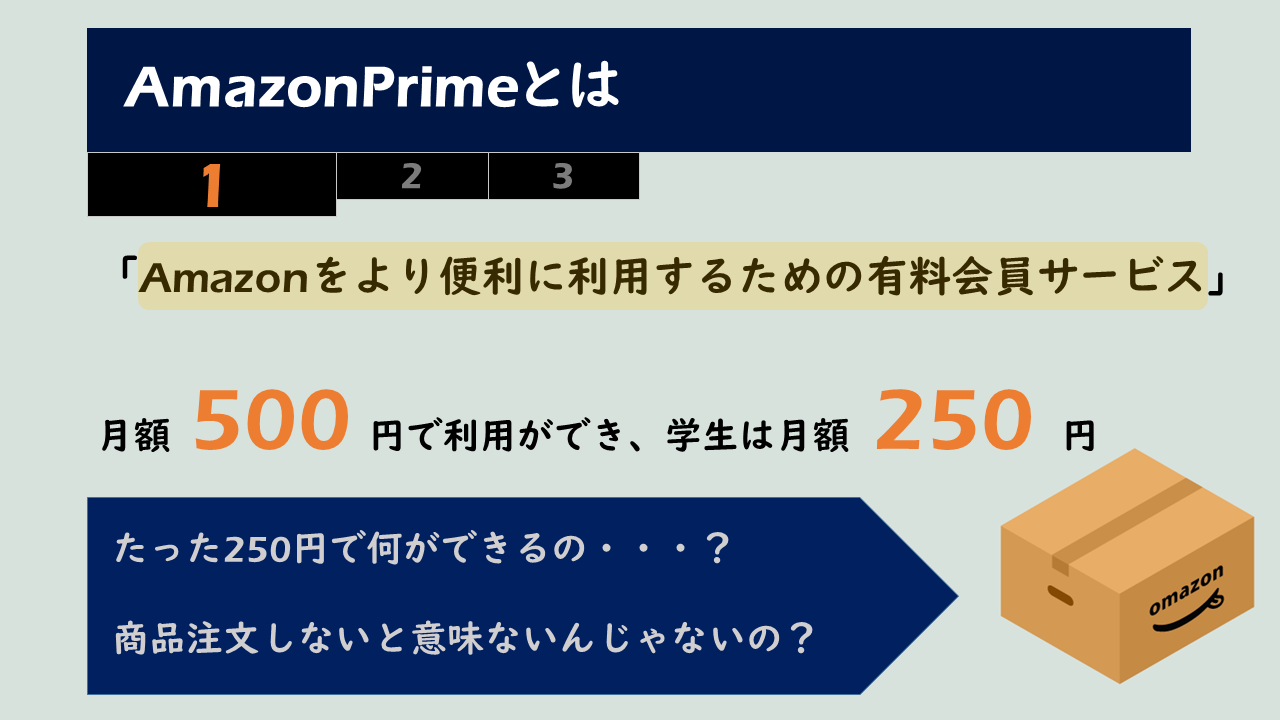 AmazonPrimeとは
1 2 3
「Amazonをより便利に利用するための有料会員サービス」
月額 500 円で利用ができ、学生は月額 250 円
たった250円で何ができるの・・・？
商品注文しないと意味ないんじゃないの？
omazon